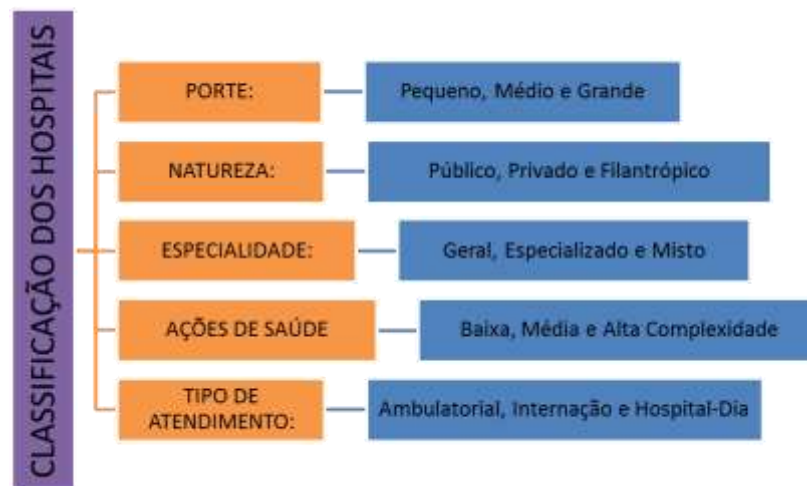 CLASSIFICAÇÃO DOS HOSPITAIS
PORTE:
Pequeno, Médio e Grande
NATUREZA:
Público, Privado e Filantrópico
ESPECIALIDADE:
Geral, Especializado e Misto
AÇÕES DE SAÚDE
Baixa, Média e Alta Complexidade
TIPO DE
ATENDIMENTO:
Ambulatorial, Internação e Hospital-Dia